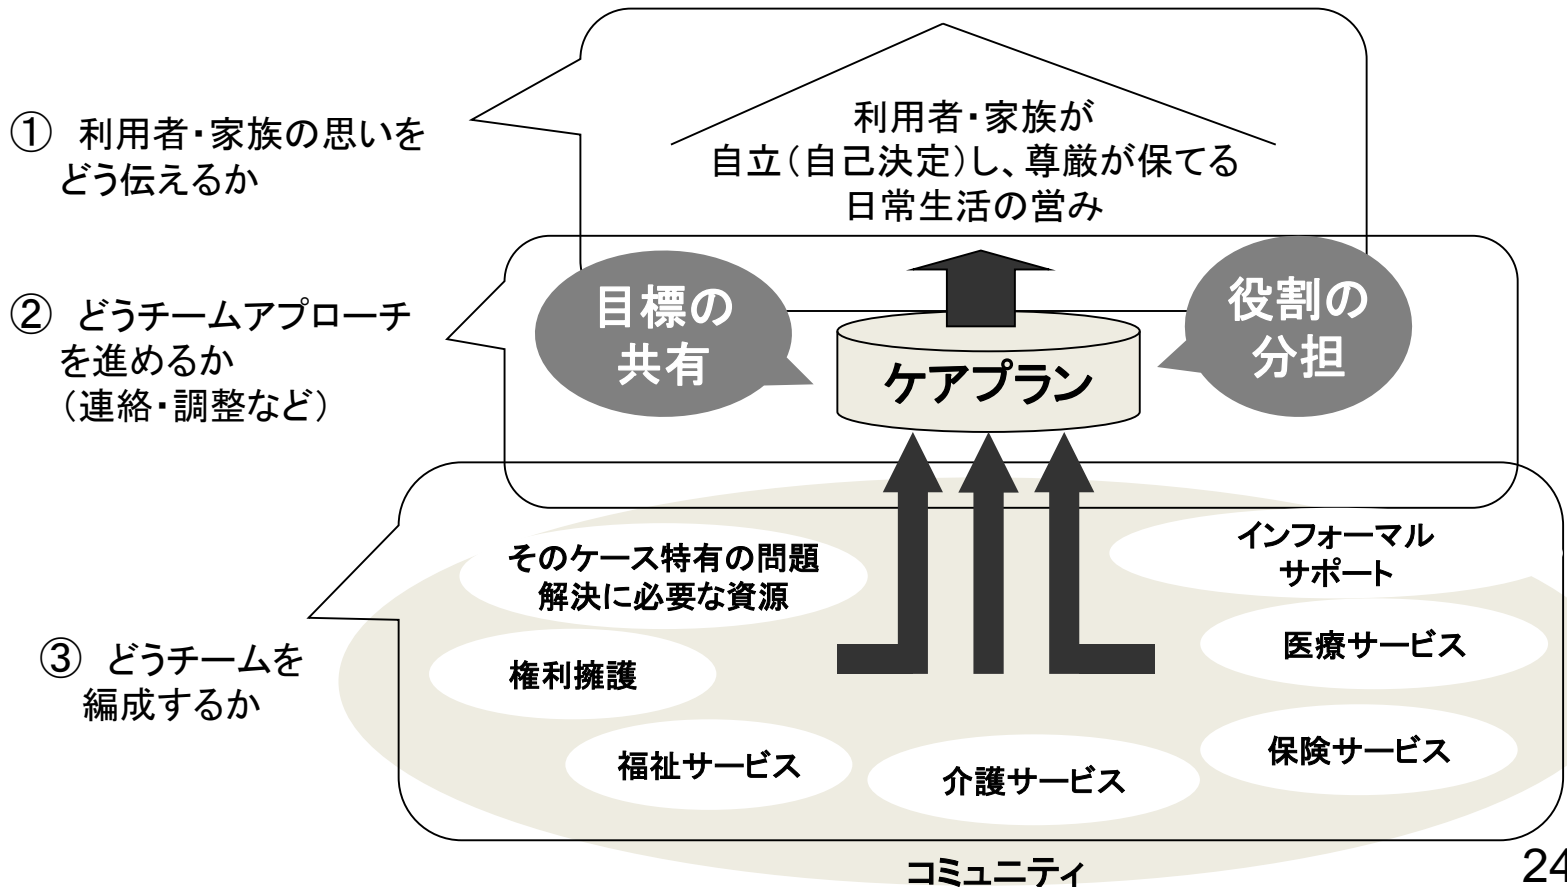 ① 利用者・家族の思いを
どう伝えるか
利用者・家族が
自立(自己決定)し、尊厳が保てる
日常生活の営み
② どうチームアプローチ
を進めるか
(連絡・調整など)
目標の
共有
ケアプラン
役割の
分担
③ どうチームを
編成するか
そのケース特有の問題
解決に必要な資源
インフォーマル
サポート
権利擁護
医療サービス
福祉サービス
介護サービス
保険サービス
コミュニティ
24